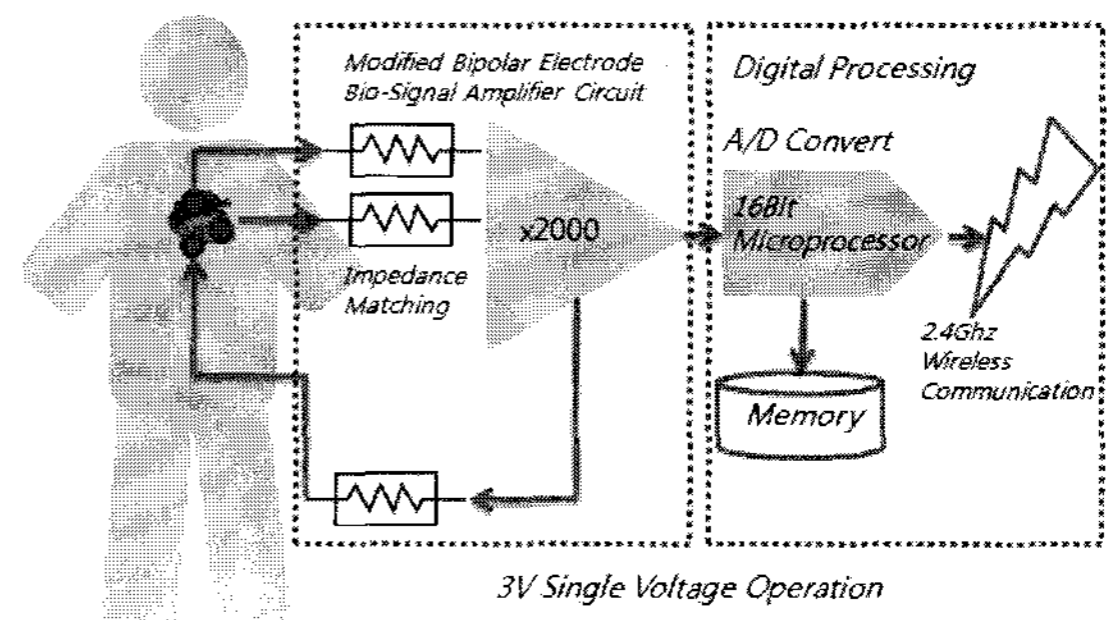 Modified Bipolar Electrode
Bio-Signal Amplifier Circuit
Impedance
Matching
x2000
Digital Processing
A/D Convert
16Bit
Microprocessor
Memory
2.4Ghz
Wireless
Communication
3V Single Voltage Operation